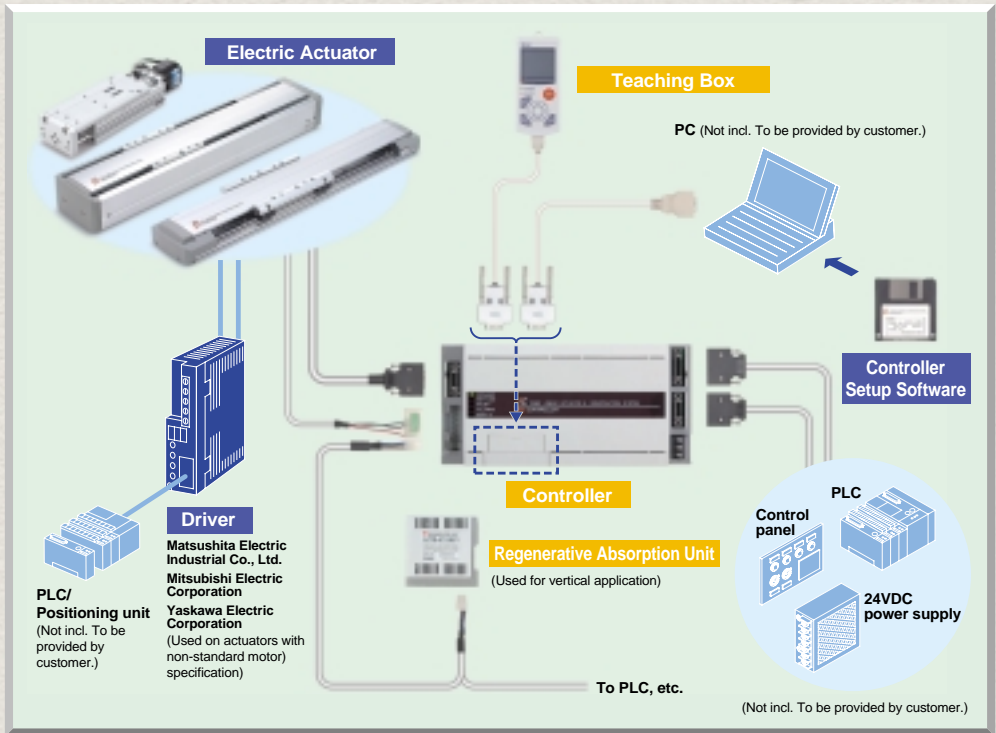 Electric Actuator
Teaching Box
PC (Not incl. To be provided by customer.)
Controller
Setup Software
Controller
Driver
Matsushita Electric
Industrial Co., Ltd.
Mitsubishi Electric
Corporation
Yaskawa Electric
Corporation
(Used on actuators with
non-standard motor)
specification)
PLC/
Positioning unit
(Not incl. To be
provided by
customer.)
Regenerative Absorption Unit
(Used for vertical application)
PLC
Control
panel
24VDC
power supply
To PLC, etc.
(Not incl. To be provided by customer.)